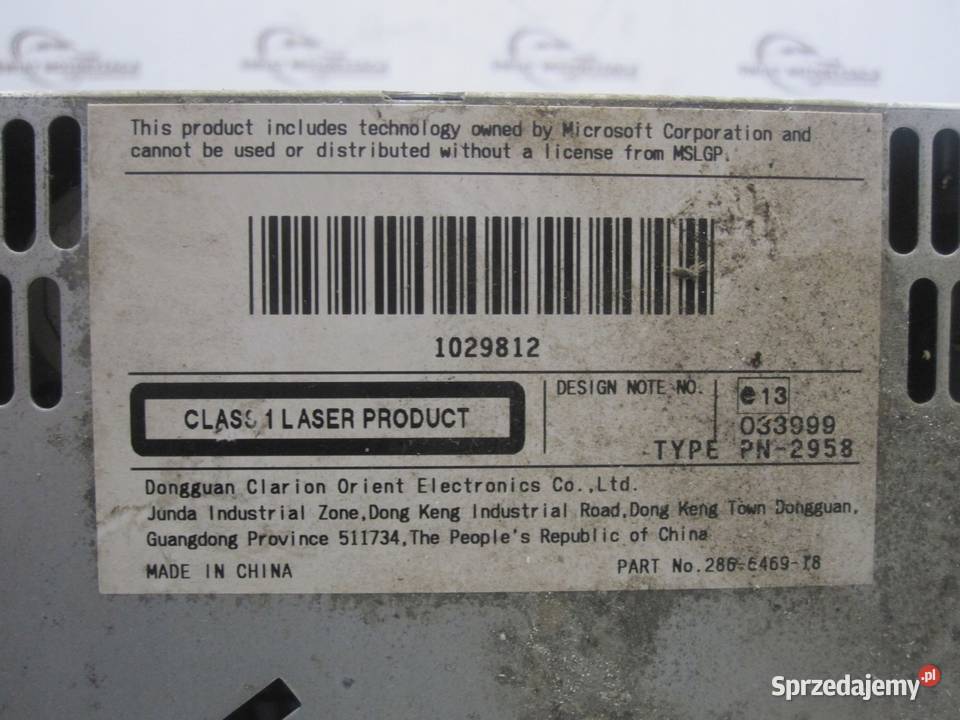 This product includes technology owned by Microsoft Corporation and
cannot be used or distributed without a license from MSLGP.
1029812
CLASS 1 LASER PRODUCT
DESIGN NOTE NO.
e13
033999
TYPE PN-2958
Dongguan Clarion Orient Electronics Co.,Ltd.
Junda Industrial Zone,Dong Keng Industrial Road,Dong Keng Town Dongguan,
Guangdong Province 511734,The People's Republic of China
MADE IN CHINA
PART No.286-6469-18
Sprzedajemy.pl